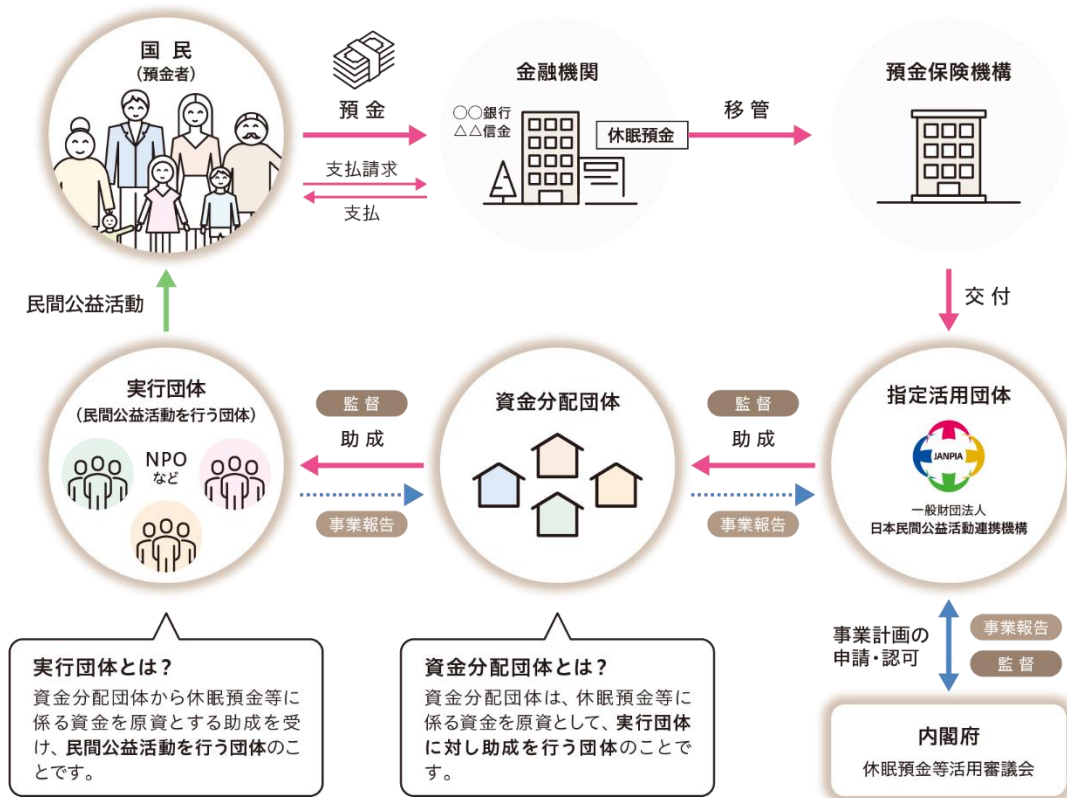 国 民
(預金者)
預 金
支払請求
支払
金融機関
○○銀行
△△信金
休眠預金
移 管
預金保険機構
交 付
民間公益活動
実行団体
(民間公益活動を行う団体)
NPO
など
監 督
助 成
事業報告
資金分配団体
監 督
助 成
事業報告
指定活用団体
JANPIA
一般財団法人
日本民間公益活動連携機構
事業計画の
申請・認可
事業報告
監 督
内閣府
休眠預金等活用審議会
実行団体とは？
資金分配団体から休眠預金等に
係る資金を原資とする助成を受
け、民間公益活動を行う団体のこ
とです。
資金分配団体とは？
資金分配団体は、休眠預金等に
係る資金を原資として、実行団体
に対し助成を行う団体のことで
す。